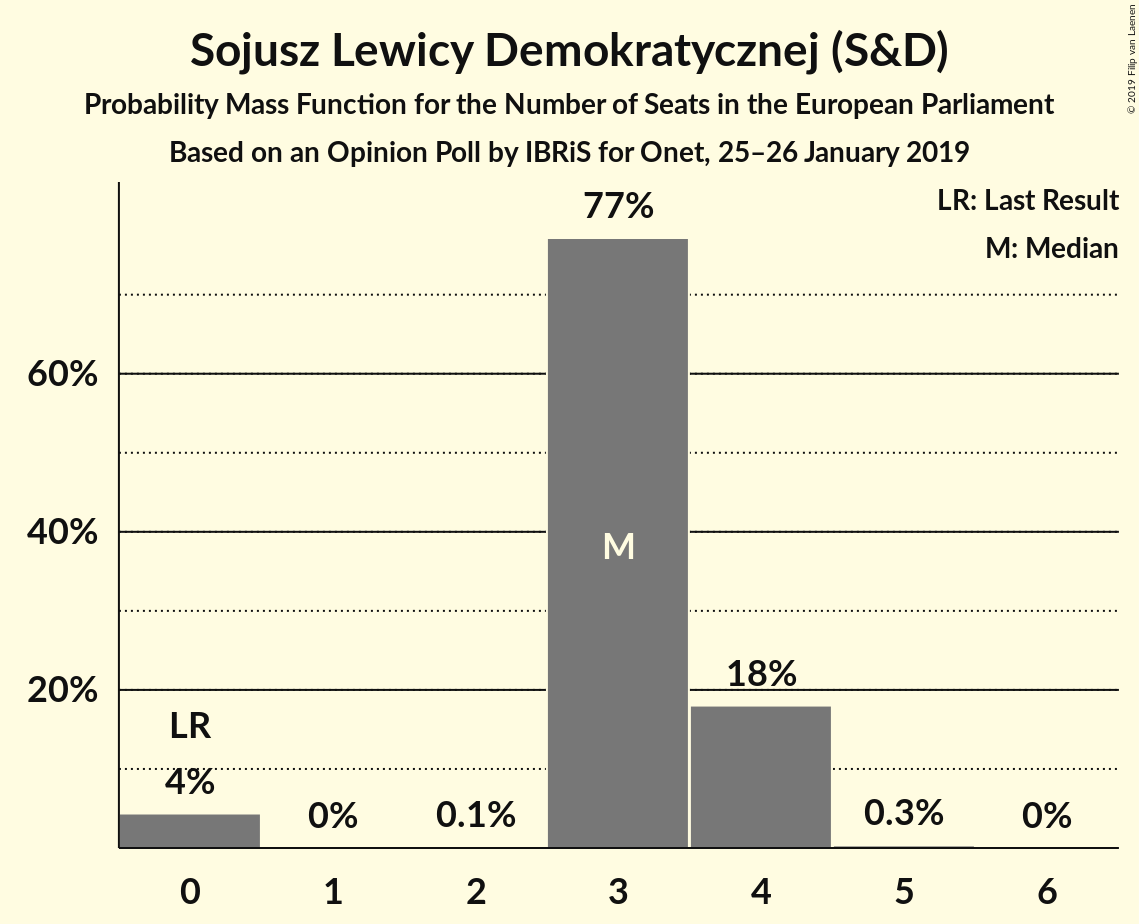 Sojusz Lewicy Demokratycznej (S&D)
Probability Mass Function for the Number of Seats in the European Parliament
Based on an Opinion Poll by IBRiS for Onet, 25–26 January 2019
© 2019 Filip van Laenen
LR: Last Result
M: Median
77%
60%
40%
M
20%
18%
LR
4%
0%
0.1%
0.3%
0%
0 1 2 3 4 5 6